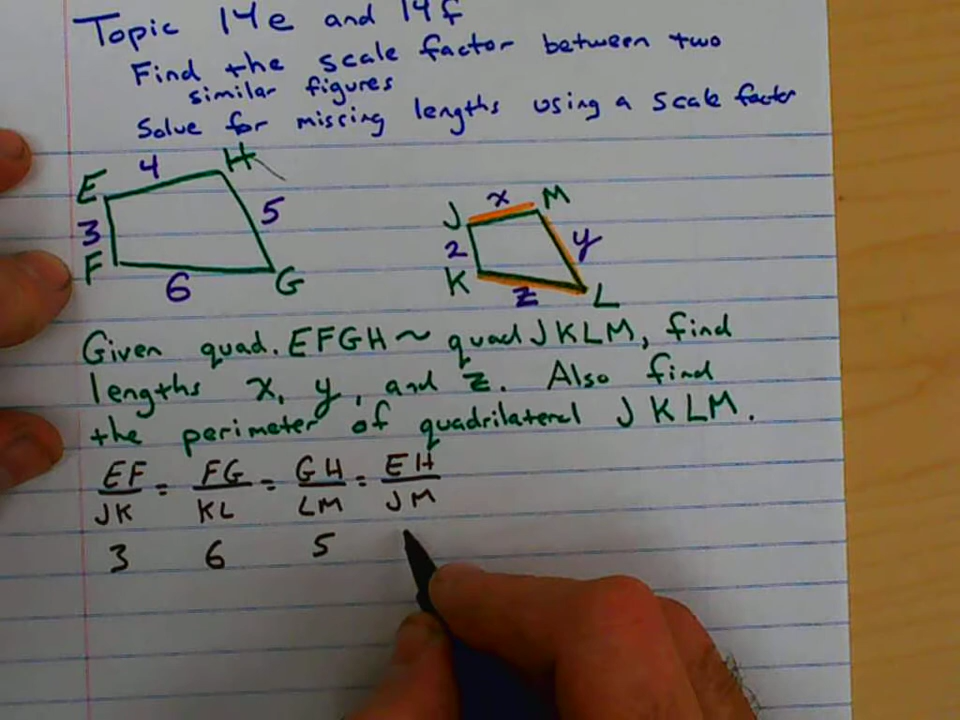 Topic 14e and 14f
Find the scale factor between two
similar figures
Solve for missing lengths using a scale factor
4
E H
3 5
F G
6
x
J M
2 y
K L
z
Given quad. EFGH ~ quad JKLM, find
lengths x, y, and z. Also find
the perimeter of quadrilateral JKLM.
EF/JK = FG/KL = GH/LM = EH/JM
3 6 5